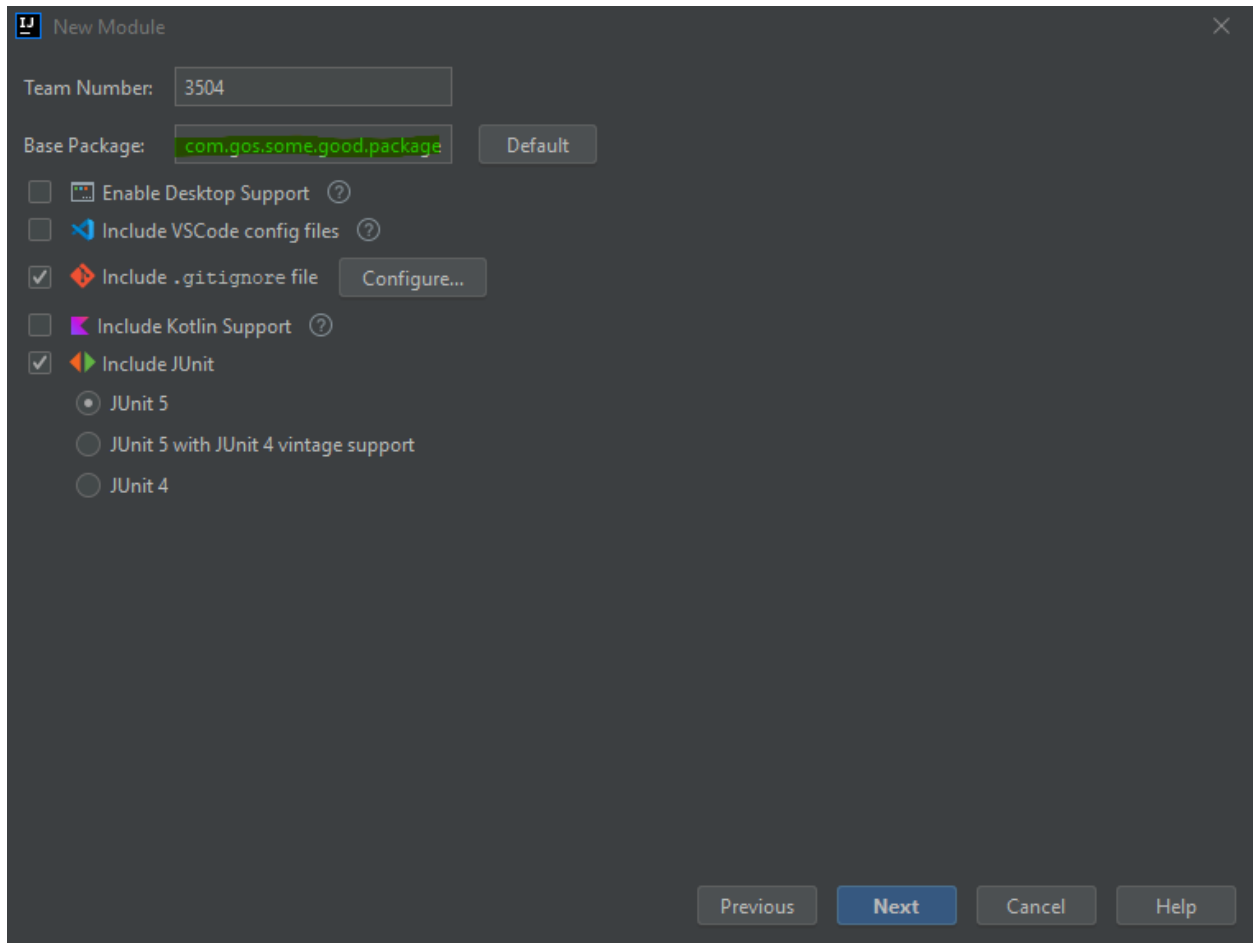 IJ New Module
Team Number: 3504
Base Package: com.gos.some.good.package Default
Enable Desktop Support ?
Include VSCode config files ?
Include .gitignore file Configure...
Include Kotlin Support ?
Include JUnit
JUnit 5
JUnit 5 with JUnit 4 vintage support
JUnit 4
Previous Next Cancel Help